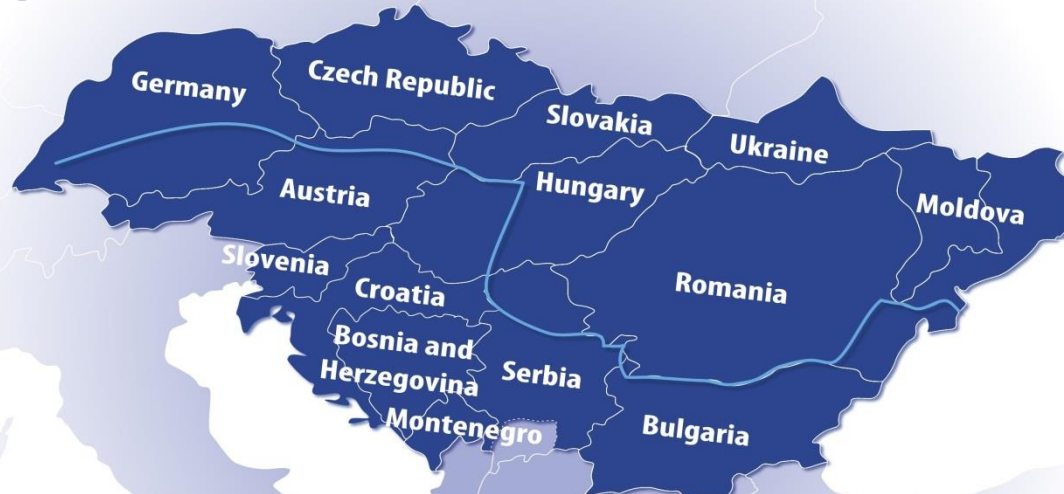 Germany
Czech Republic
Slovakia
Ukraine
Hungary
Austria
Moldova
Slovenia
Croatia
Romania
Bosnia and
Herzegovina
Serbia
Montenegro
Bulgaria